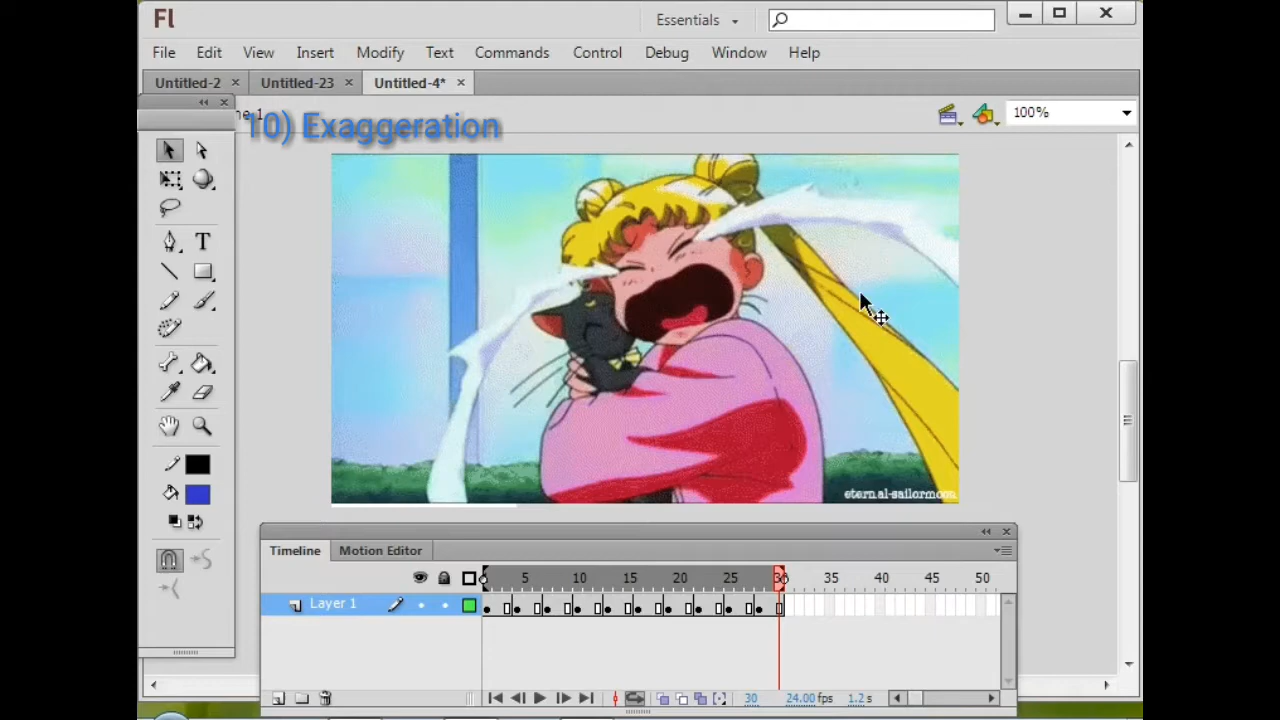 Fl
Essentials
File Edit View Insert Modify Text Commands Control Debug Window Help
Untitled-2 × Untitled-23 × Untitled-4* ×
ne 1
100%
10) Exaggeration
T
eternal-sailormoon
Timeline Motion Editor
5 10 15 20 25 30 35 40 45 50
Layer 1
30 24.00 fps 1.2 s